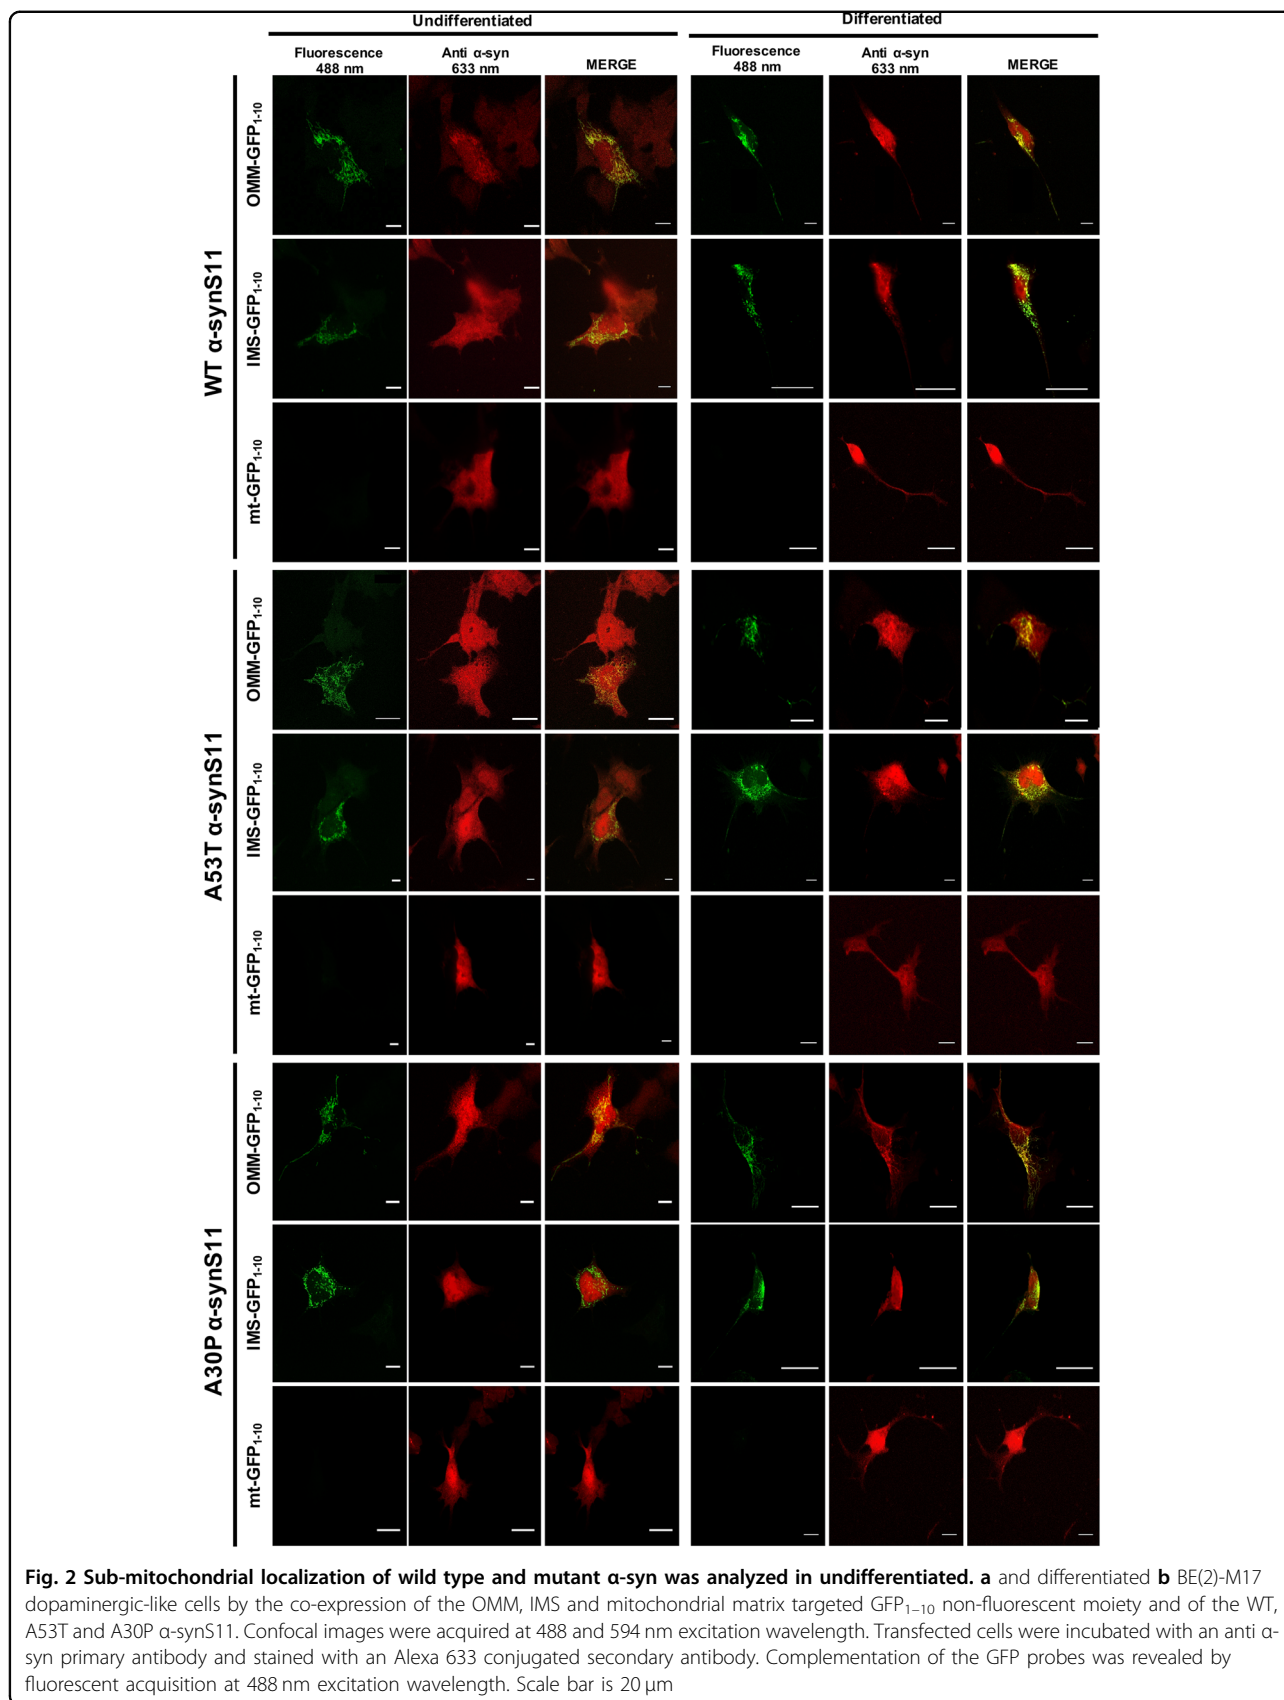 Undifferentiated
Differentiated
Fluorescence 488 nm
Anti α-syn 633 nm
MERGE
Fluorescence 488 nm
Anti α-syn 633 nm
MERGE
WT α-synS11
OMM-GFP1-10
IMS-GFP1-10
mt-GFP1-10
A53T α-synS11
OMM-GFP1-10
IMS-GFP1-10
mt-GFP1-10
A30P α-synS11
OMM-GFP1-10
IMS-GFP1-10
mt-GFP1-10
Fig. 2 Sub-mitochondrial localization of wild type and mutant α-syn was analyzed in undifferentiated. a and differentiated b BE(2)-M17
dopaminergic-like cells by the co-expression of the OMM, IMS and mitochondrial matrix targeted GFP1–10 non-fluorescent moiety and of the WT,
A53T and A30P α-synS11. Confocal images were acquired at 488 and 594 nm excitation wavelength. Transfected cells were incubated with an anti α-
syn primary antibody and stained with an Alexa 633 conjugated secondary antibody. Complementation of the GFP probes was revealed by
fluorescent acquisition at 488 nm excitation wavelength. Scale bar is 20 µm